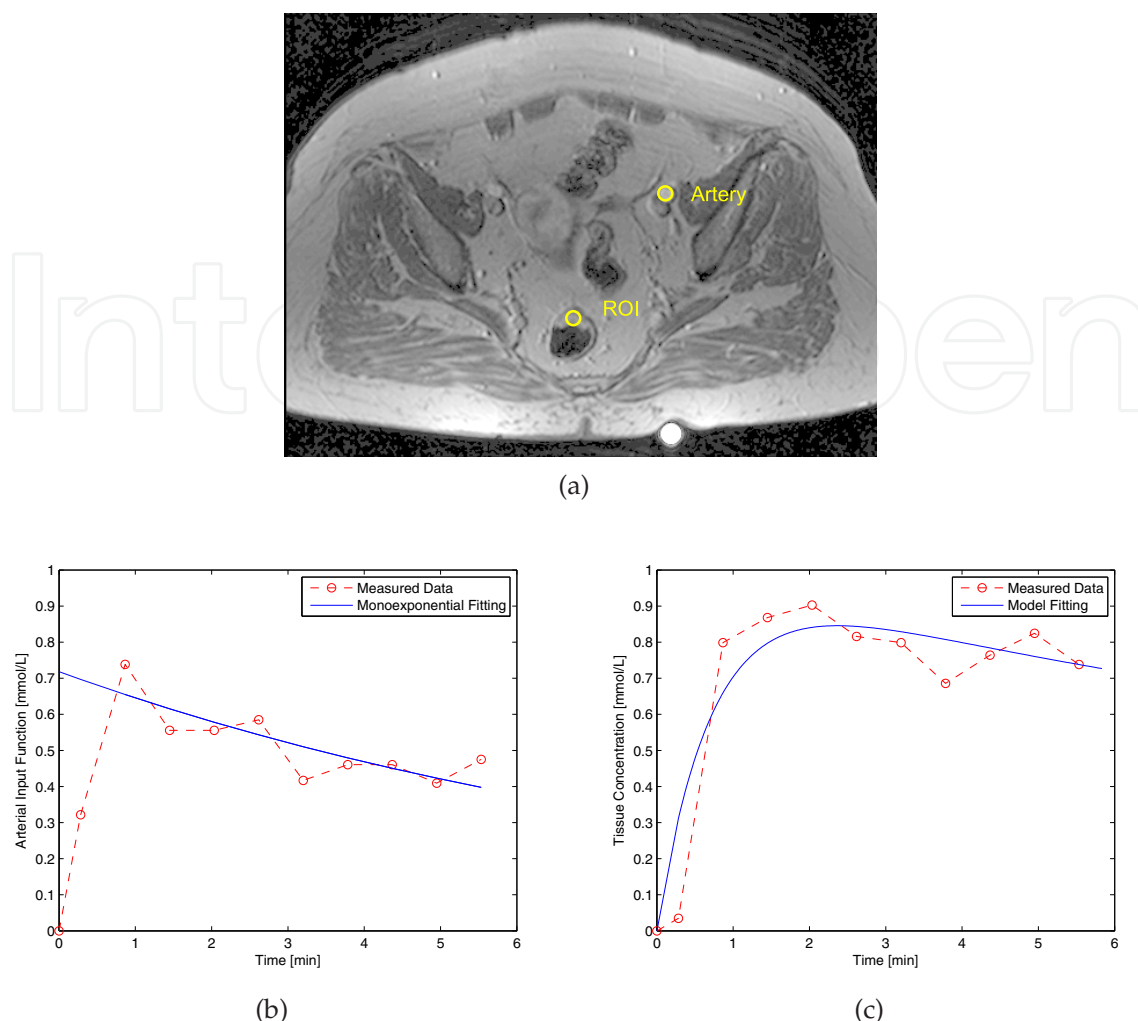 Artery
ROI
(a)
Measured Data
Monoexponential Fitting
Arterial Input Function [mmol/L]
1
0.9
0.8
0.7
0.6
0.5
0.4
0.3
0.2
0.1
0
0 1 2 3 4 5 6
Time [min]
(b)
Measured Data
Model Fitting
Tissue Concentration [mmol/L]
1
0.9
0.8
0.7
0.6
0.5
0.4
0.3
0.2
0.1
0
0 1 2 3 4 5 6
Time [min]
(c)